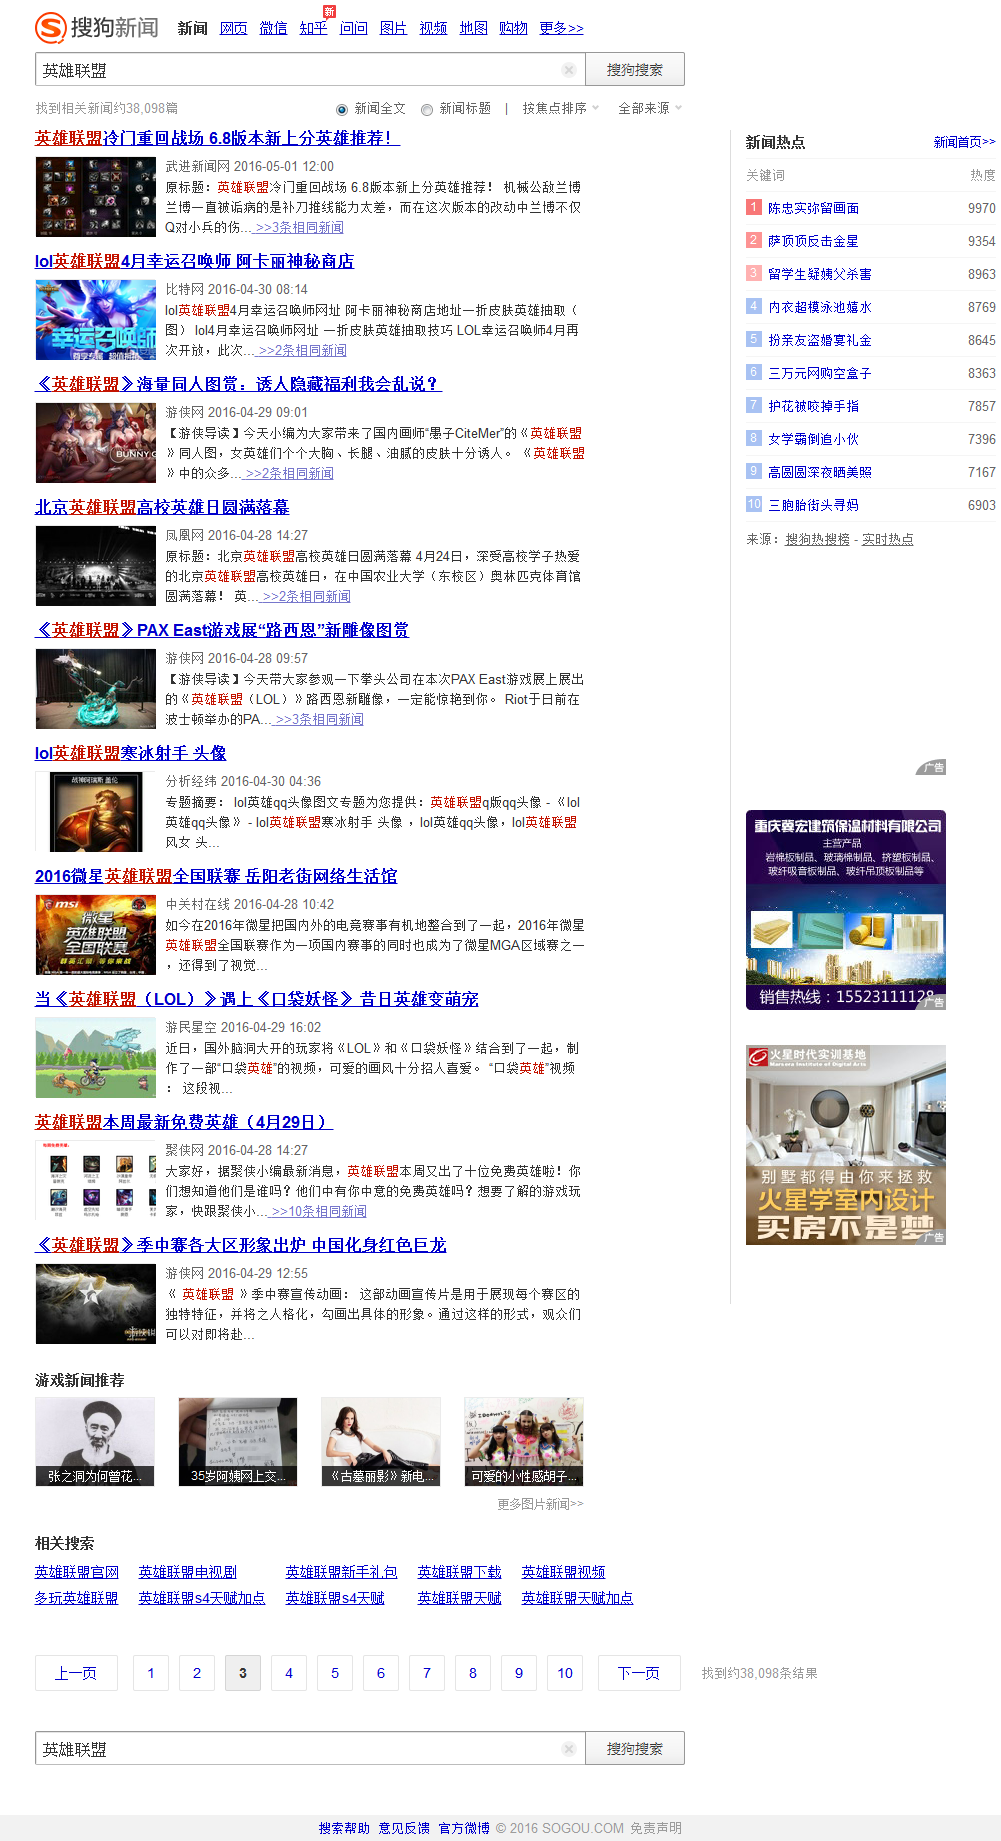 搜狗新闻 新闻 网页 微信 知乎 新 问问 图片 视频 地图 购物 更多>>
英雄联盟 搜狗搜索
找到相关新闻约38,098篇 新闻全文 新闻标题 | 按焦点排序 全部来源
英雄联盟冷门重回战场 6.8版本新上分英雄推荐！
武进新闻网 2016-05-01 12:00
原标题：英雄联盟冷门重回战场 6.8版本新上分英雄推荐！ 机械公敌兰博
兰博一直被诟病的是补刀推线能力太差，而在这次版本的改动中兰博不仅
Q对小兵的伤... >>3条相同新闻
lol英雄联盟4月幸运召唤师 阿卡丽神秘商店
幸运召唤师
比特网 2016-04-30 08:14
lol英雄联盟4月幸运召唤师网址 阿卡丽神秘商店地址一折皮肤英雄抽取（
图） lol4月幸运召唤师网址 一折皮肤英雄抽取技巧 LOL幸运召唤师4月再
次开放，此次... >>2条相同新闻
《英雄联盟》海量同人图赏：诱人隐藏福利我会乱说？
BUNNY G
游侠网 2016-04-29 09:01
【游侠导读】今天小编为大家带来了国内画师“愚子CiteMer”的《英雄联盟
》同人图，女英雄们个个大胸、长腿、油腻的皮肤十分诱人。 《英雄联盟
》中的众多... >>2条相同新闻
北京英雄联盟高校英雄日圆满落幕
凤凰网 2016-04-28 14:27
原标题：北京英雄联盟高校英雄日圆满落幕 4月24日，深受高校学子热爱
的北京英雄联盟高校英雄日，在中国农业大学（东校区）奥林匹克体育馆
圆满落幕！ 英... >>2条相同新闻
《英雄联盟》PAX East游戏展“路西恩”新雕像图赏
游侠网 2016-04-28 09:57
【游侠导读】今天带大家参观一下拳头公司在本次PAX East游戏展上展出
的《英雄联盟（LOL）》路西恩新雕像，一定能惊艳到你。 Riot于日前在
波士顿举办的PA... >>3条相同新闻
lol英雄联盟寒冰射手 头像
战神阿瑞斯 盖伦
分析经纬 2016-04-30 04:36
专题摘要： lol英雄qq头像图文专题为您提供：英雄联盟q版qq头像 - 《lol
英雄qq头像》 - lol英雄联盟寒冰射手 头像 ，lol英雄qq头像，lol英雄联盟
风女 头...
2016微星英雄联盟全国联赛 岳阳老街网络生活馆
msi
微星
英雄联盟
全国联赛
中关村在线 2016-04-28 10:42
如今在2016年微星把国内外的电竞赛事有机地整合到了一起，2016年微星
英雄联盟全国联赛作为一项国内赛事的同时也成为了微星MGA区域赛之一
，还得到了视觉...
当《英雄联盟（LOL）》遇上《口袋妖怪》 昔日英雄变萌宠
游民星空 2016-04-29 16:02
近日，国外脑洞大开的玩家将《LOL》和《口袋妖怪》结合到了一起，制
作了一部“口袋英雄”的视频，可爱的画风十分招人喜爱。 “口袋英雄”视频
： 这段视...
英雄联盟本周最新免费英雄（4月29日）
聚侠网 2016-04-28 14:27
大家好，据聚侠小编最新消息，英雄联盟本周又出了十位免费英雄啦！你
们想知道他们是谁吗？他们中有你中意的免费英雄吗？想要了解的游戏玩
家，快跟聚侠小... >>10条相同新闻
《英雄联盟》季中赛各大区形象出炉 中国化身红色巨龙
游侠网 2016-04-29 12:55
《 英雄联盟 》季中赛宣传动画： 这部动画宣传片是用于展现每个赛区的
独特特征，并将之人格化，勾画出具体的形象。通过这样的形式，观众们
可以对即将赴...
游戏新闻推荐
张之洞为何曾花... 35岁阿姨网上交... 《古墓丽影》新电... 可爱的小性感胡子...
更多图片新闻>>
相关搜索
英雄联盟官网 英雄联盟电视剧 英雄联盟新手礼包 英雄联盟下载 英雄联盟视频
多玩英雄联盟 英雄联盟s4天赋加点 英雄联盟s4天赋 英雄联盟天赋 英雄联盟天赋加点
上一页 1 2 3 4 5 6 7 8 9 10 下一页 找到约38,098条结果
英雄联盟 搜狗搜索
新闻热点 新闻首页>>
关键词 热度
1 陈忠实弥留画面 9970
2 萨顶顶反击金星 9354
3 留学生疑姨父杀害 8963
4 内衣超模泳池嬉水 8769
5 扮亲友盗婚宴礼金 8645
6 三万元网购空盒子 8363
7 护花被咬掉手指 7857
8 女学霸倒追小伙 7396
9 高圆圆深夜晒美照 7167
10 三胞胎街头寻妈 6903
来源：搜狗热搜榜 - 实时热点
广告
重庆冀宏建筑保温材料有限公司
主营产品
岩棉板制品、玻璃棉制品、挤塑板制品、
玻纤吸音板制品、玻纤吊顶板制品等
销售热线：15523111128
广告
火星时代实训基地
Marsera Institute of Digital Arts
别墅都得由你来拯救
火星学室内设计
买房不是梦
广告
搜索帮助 意见反馈 官方微博 © 2016 SOGOU.COM 免责声明